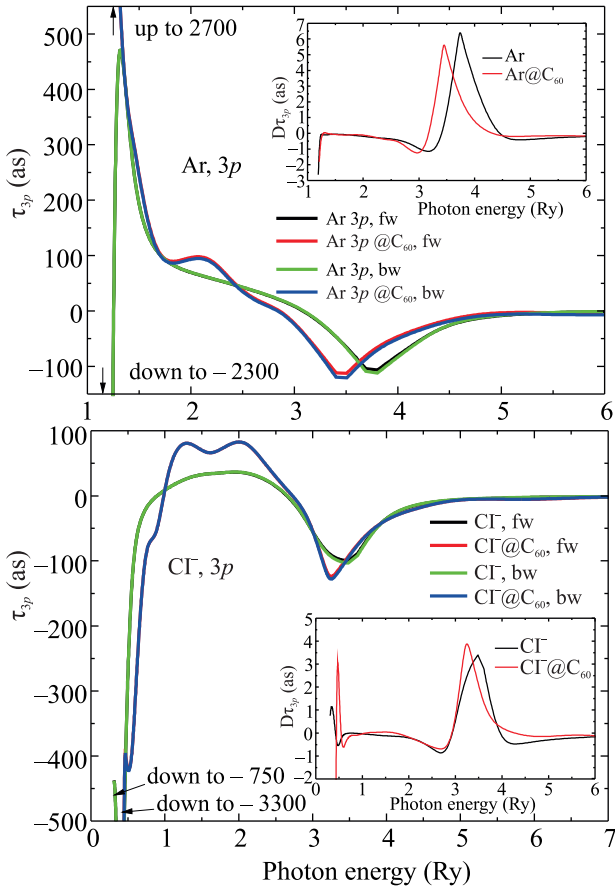 550
up to 2700
450
300
200
100
0
−100
τ3p (as)
Ar, 3p
7
6
5
4
3
2
1
0
−1
−2
−3
Dτ3p (as)
Ar
Ar@C60
1 2 3 4 5 6
Photon energy (Ry)
Ar 3p, fw
Ar 3p @C60, fw
Ar 3p, bw
Ar 3p @C60, bw
down to − 2300
1 2 3 4 5 6
100
0
−100
−200
−300
−400
−500
τ3p (as)
Cl−, 3p
Cl−, fw
Cl−@C60, fw
Cl−, bw
Cl−@C60, bw
5
4
3
2
1
0
−1
−2
Dτ3p (as)
Cl−
Cl−@C60
0 1 2 3 4 5 6
Photon energy (Ry)
down to − 750
down to − 3300
0 1 2 3 4 5 6 7
Photon energy (Ry)